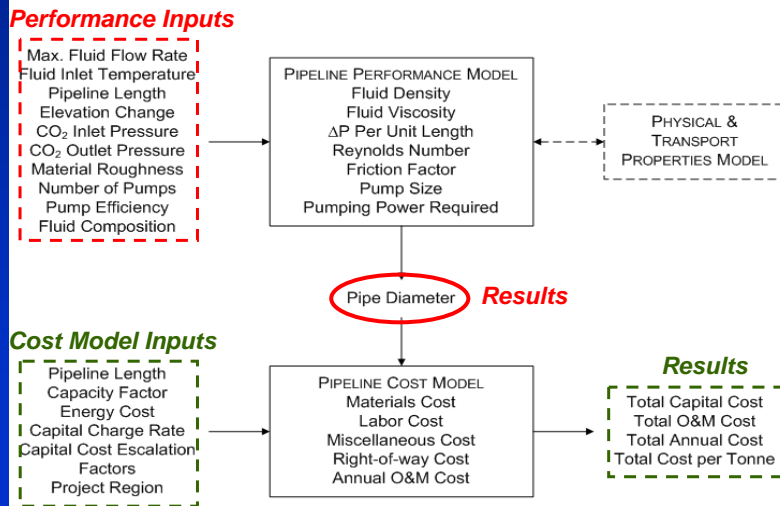 Performance Inputs
Max. Fluid Flow Rate
Fluid Inlet Temperature
Pipeline Length
Elevation Change
CO₂ Inlet Pressure
CO₂ Outlet Pressure
Material Roughness
Number of Pumps
Pump Efficiency
Fluid Composition
PIPELINE PERFORMANCE MODEL
Fluid Density
Fluid Viscosity
ΔP Per Unit Length
Reynolds Number
Friction Factor
Pump Size
Pumping Power Required
PHYSICAL &
TRANSPORT
PROPERTIES MODEL
Pipe Diameter
Results
Cost Model Inputs
Pipeline Length
Capacity Factor
Energy Cost
Capital Charge Rate
Capital Cost Escalation
Factors
Project Region
PIPELINE COST MODEL
Materials Cost
Labor Cost
Miscellaneous Cost
Right-of-way Cost
Annual O&M Cost
Results
Total Capital Cost
Total O&M Cost
Total Annual Cost
Total Cost per Tonne